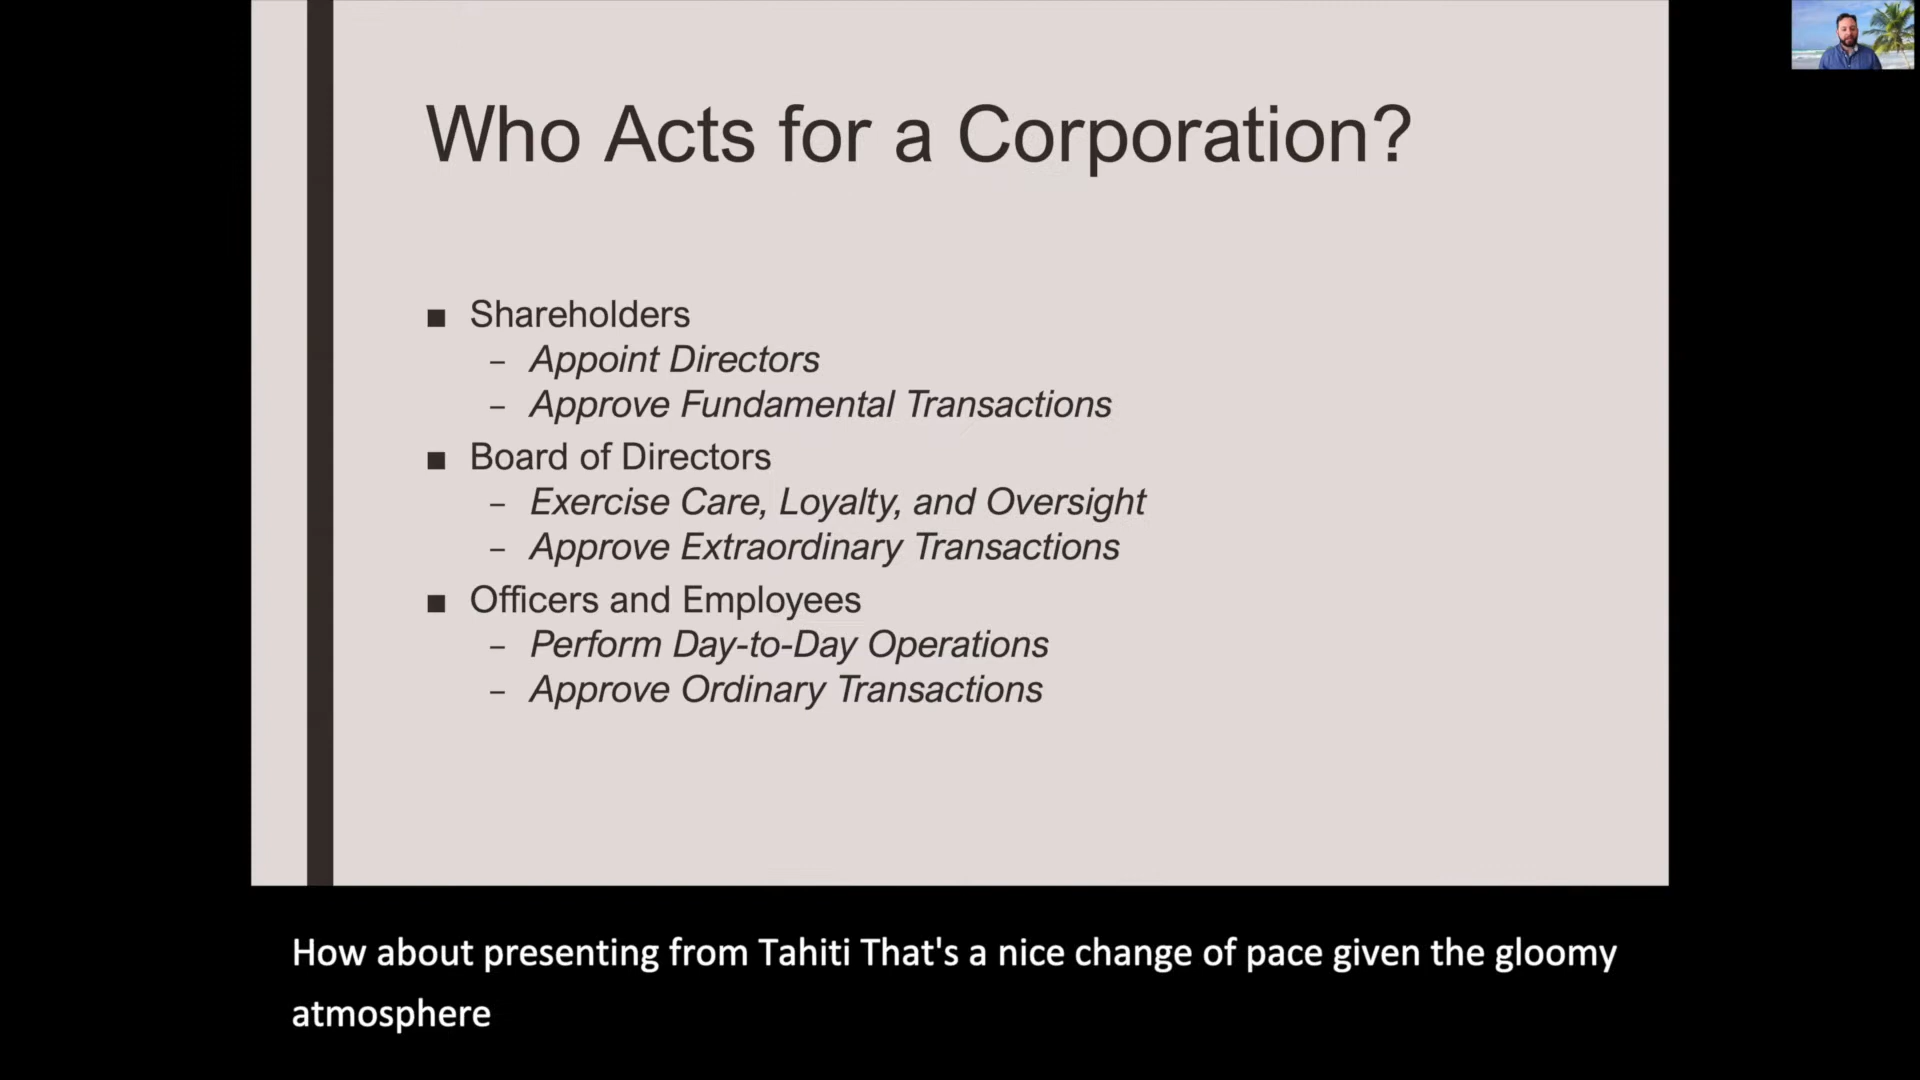 Who Acts for a Corporation?
■ Shareholders
– Appoint Directors
– Approve Fundamental Transactions
■ Board of Directors
– Exercise Care, Loyalty, and Oversight
– Approve Extraordinary Transactions
■ Officers and Employees
– Perform Day-to-Day Operations
– Approve Ordinary Transactions
How about presenting from Tahiti That's a nice change of pace given the gloomy
atmosphere